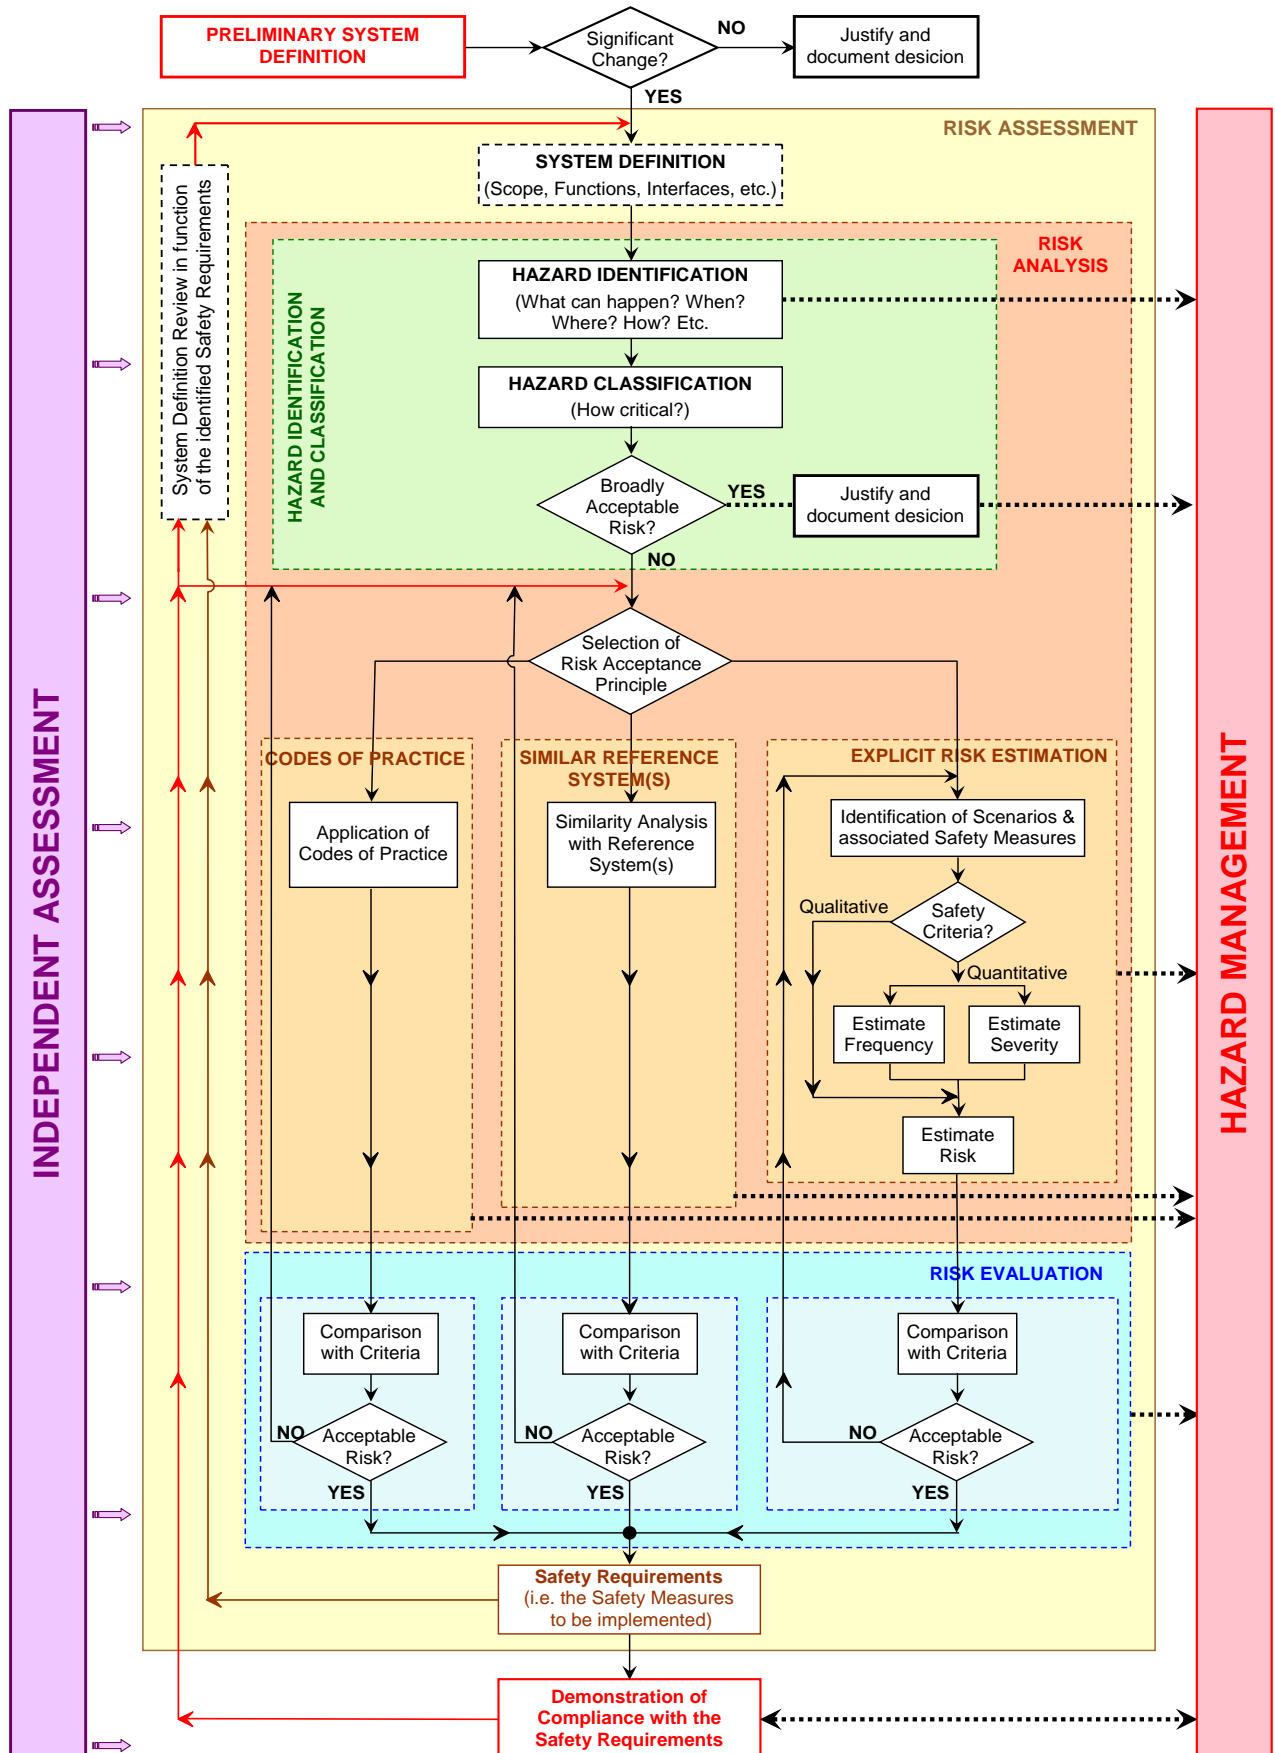 PRELIMINARY SYSTEM
DEFINITION
Significant
Change?
NO
Justify and
document desicion
YES
RISK ASSESSMENT
SYSTEM DEFINITION
(Scope, Functions, Interfaces, etc.)
System Definition Review in function
of the identified Safety Requirements
RISK
ANALYSIS
HAZARD IDENTIFICATION
AND CLASSIFICATION
HAZARD IDENTIFICATION
(What can happen? When?
Where? How? Etc.
HAZARD CLASSIFICATION
(How critical?)
Broadly
Acceptable
Risk?
YES
Justify and
document desicion
NO
Selection of
Risk Acceptance
Principle
INDEPENDENT ASSESSMENT
HAZARD MANAGEMENT
CODES OF PRACTICE
Application of
Codes of Practice
SIMILAR REFERENCE
SYSTEM(S)
Similarity Analysis
with Reference
System(s)
EXPLICIT RISK ESTIMATION
Identification of Scenarios &
associated Safety Measures
Qualitative
Safety
Criteria?
Quantitative
Estimate
Frequency
Estimate
Severity
Estimate
Risk
RISK EVALUATION
Comparison
with Criteria
Comparison
with Criteria
Comparison
with Criteria
NO
Acceptable
Risk?
YES
NO
Acceptable
Risk?
YES
NO
Acceptable
Risk?
YES
Safety Requirements
(i.e. the Safety Measures
to be implemented)
Demonstration of
Compliance with the
Safety Requirements